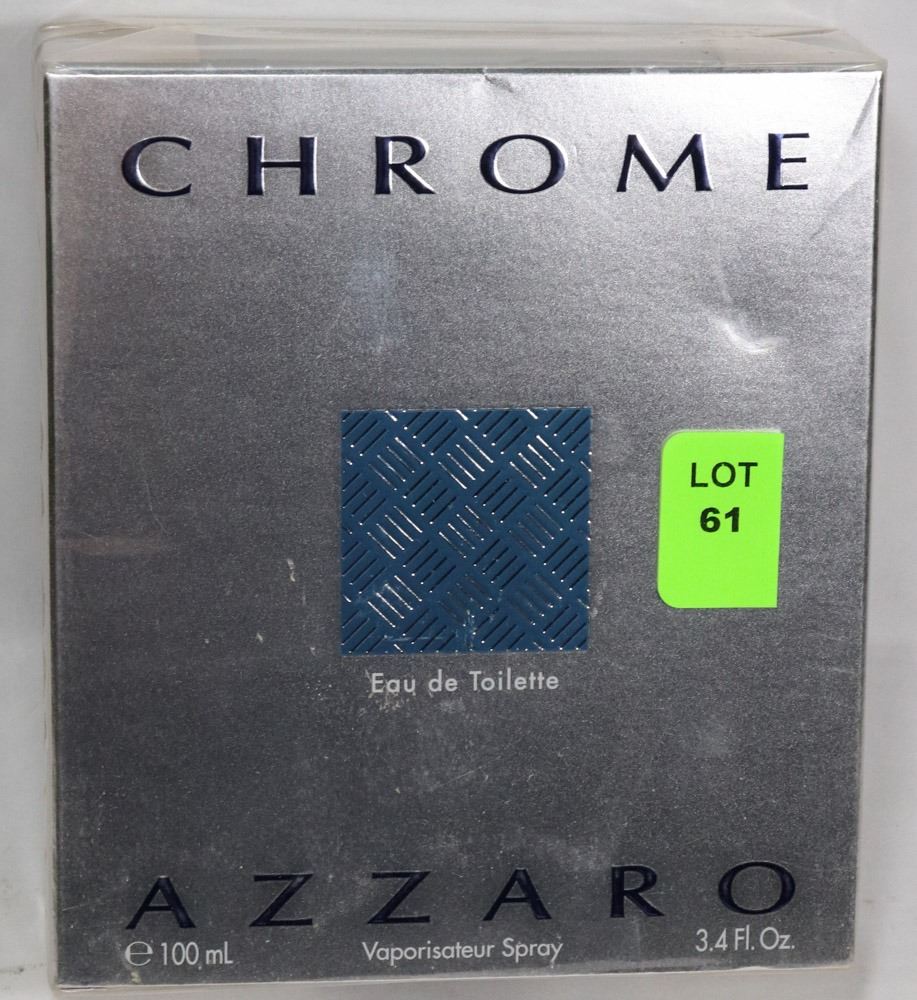 CHROME
LOT
61
Eau de Toilette
AZZARO
℮ 100 mL Vaporisateur Spray 3.4 Fl. Oz.